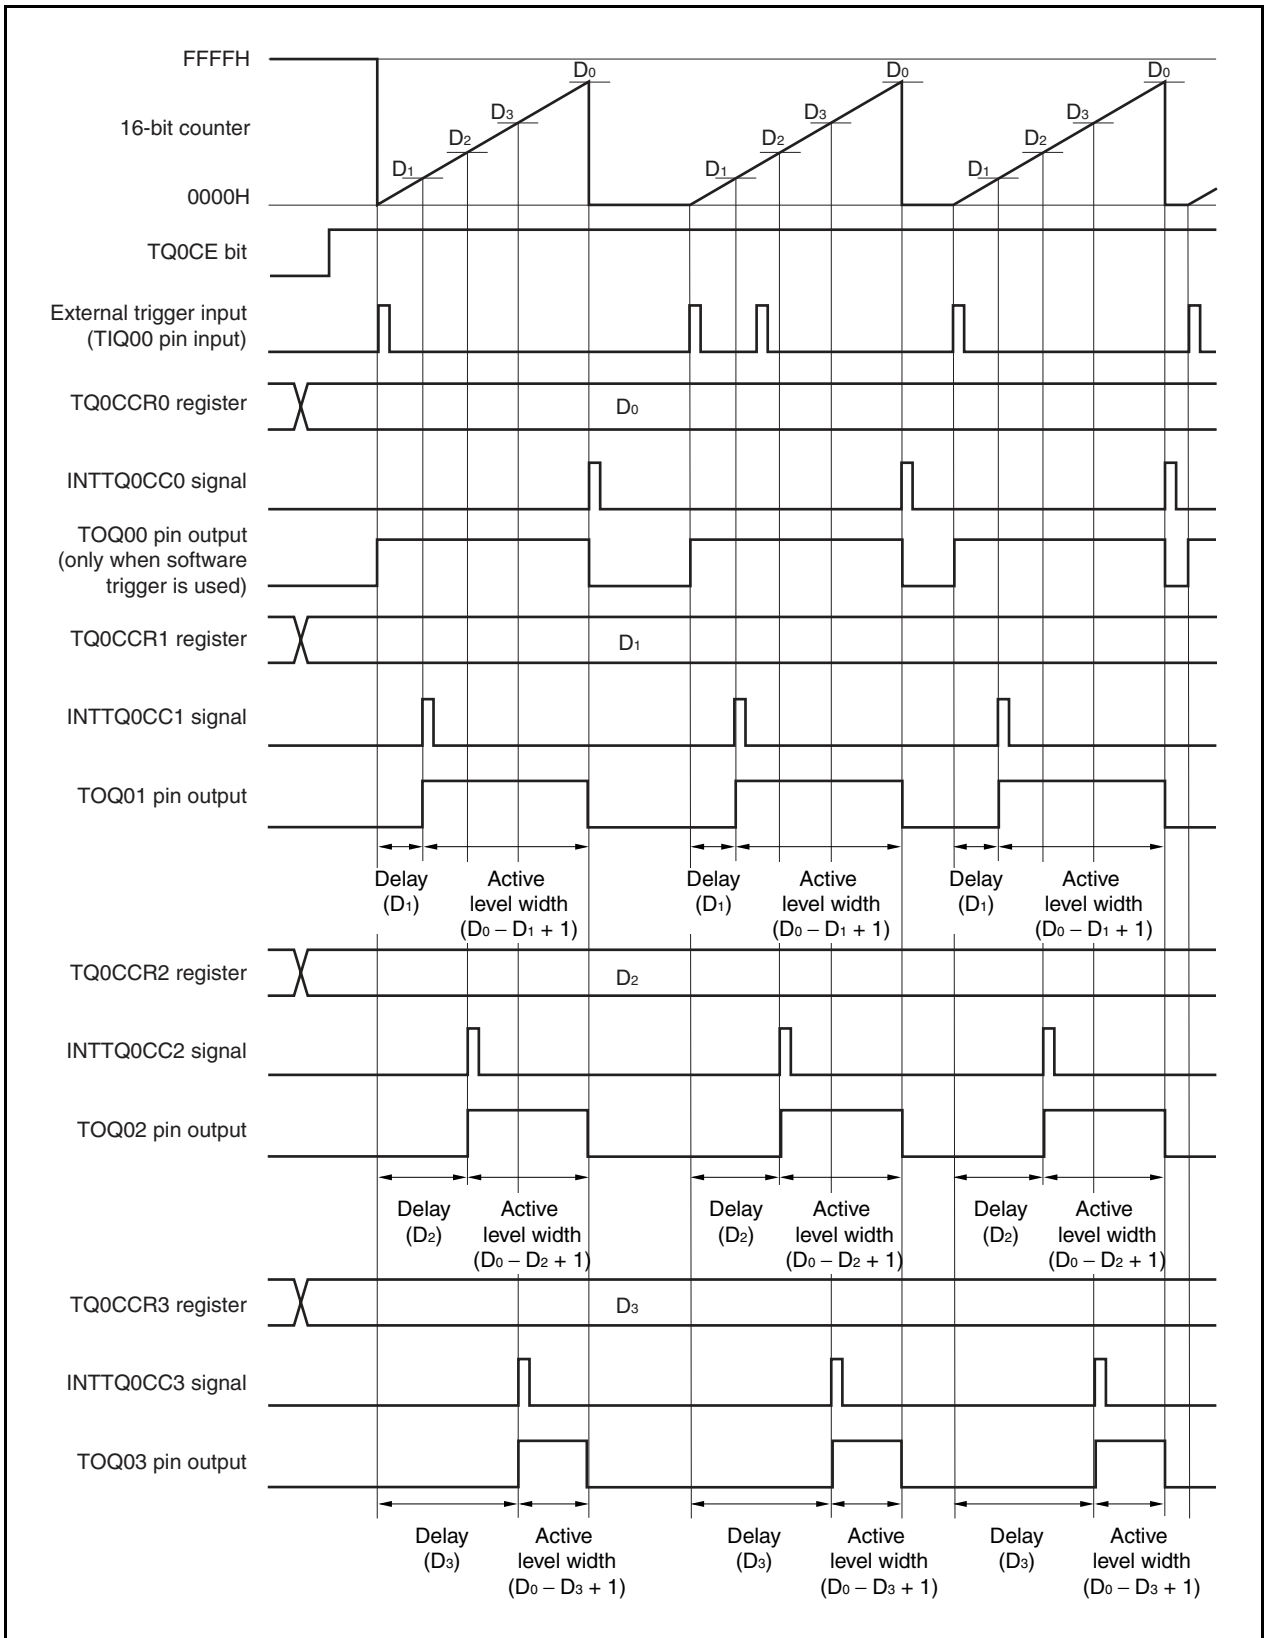 FFFFH
D0 D0 D0
D3 D3 D3
16-bit counter
D2 D2 D2
D1 D1 D1
0000H
TQ0CE bit
External trigger input
(TIQ00 pin input)
TQ0CCR0 register
D0
INTTQ0CC0 signal
TOQ00 pin output
(only when software
trigger is used)
TQ0CCR1 register
D1
INTTQ0CC1 signal
TOQ01 pin output
Delay Active Delay Active Delay Active
(D1) level width (D1) level width (D1) level width
(D0 – D1 + 1) (D0 – D1 + 1) (D0 – D1 + 1)
TQ0CCR2 register
D2
INTTQ0CC2 signal
TOQ02 pin output
Delay Active Delay Active Delay Active
(D2) level width (D2) level width (D2) level width
(D0 – D2 + 1) (D0 – D2 + 1) (D0 – D2 + 1)
TQ0CCR3 register
D3
INTTQ0CC3 signal
TOQ03 pin output
Delay Active Delay Active Delay Active
(D3) level width (D3) level width (D3) level width
(D0 – D3 + 1) (D0 – D3 + 1) (D0 – D3 + 1)